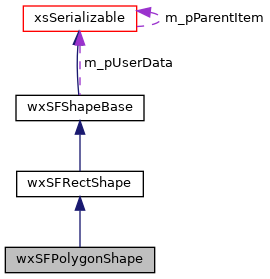 xsSerializable
m_pParentItem
m_pUserData
wxSFShapeBase
wxSFRectShape
wxSFPolygonShape